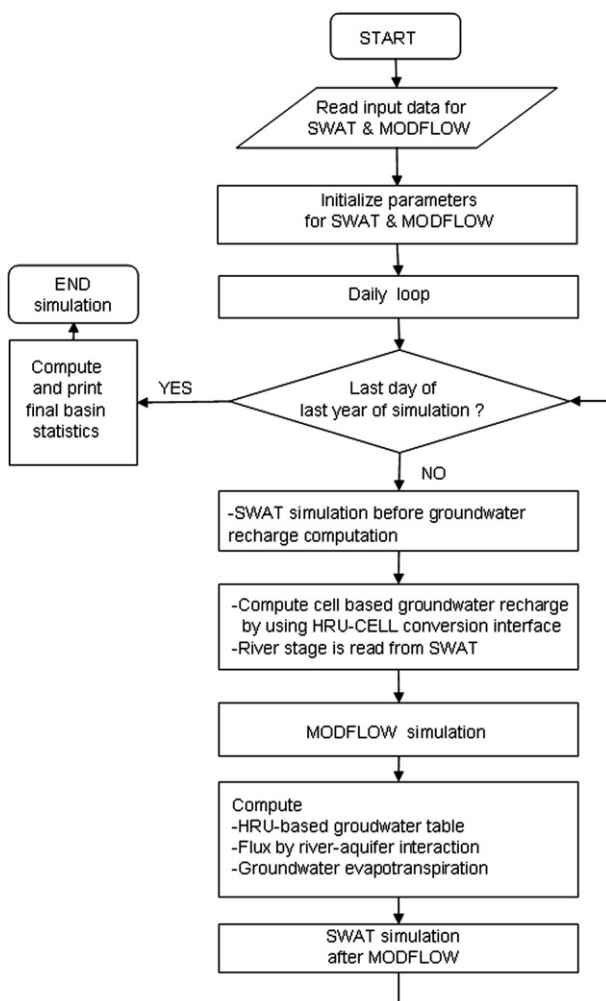 START
Read input data for
SWAT & MODFLOW
Initialize parameters
for SWAT & MODFLOW
Daily loop
END
simulation
Compute
and print
final basin
statistics
YES
Last day of
last year of simulation ?
NO
-SWAT simulation before groundwater
recharge computation
-Compute cell based groundwater recharge
by using HRU-CELL conversion interface
-River stage is read from SWAT
MODFLOW simulation
Compute
-HRU-based groudwater table
-Flux by river-aquifer interaction
-Groundwater evapotranspiration
SWAT simulation
after MODFLOW